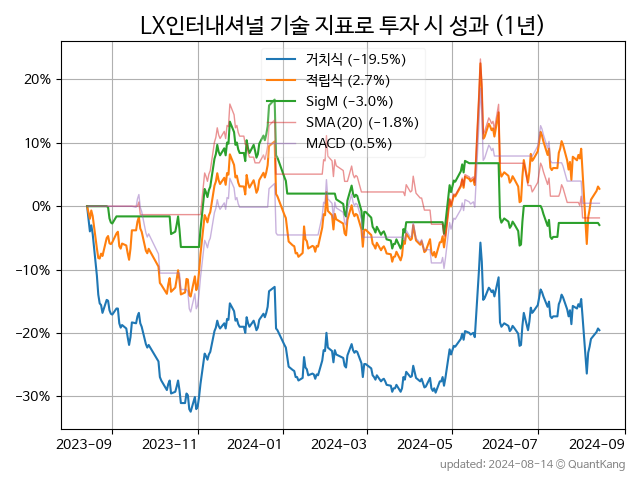 LX인터내셔널 기술 지표로 투자 시 성과 (1년)
거치식 (−19.5%)
적립식 (2.7%)
SigM (−3.0%)
SMA(20) (−1.8%)
MACD (0.5%)
20%
10%
0%
−10%
−20%
−30%
2023−09 2023−11 2024−01 2024−03 2024−05 2024−07 2024−09
updated: 2024−08−14 © QuantKang